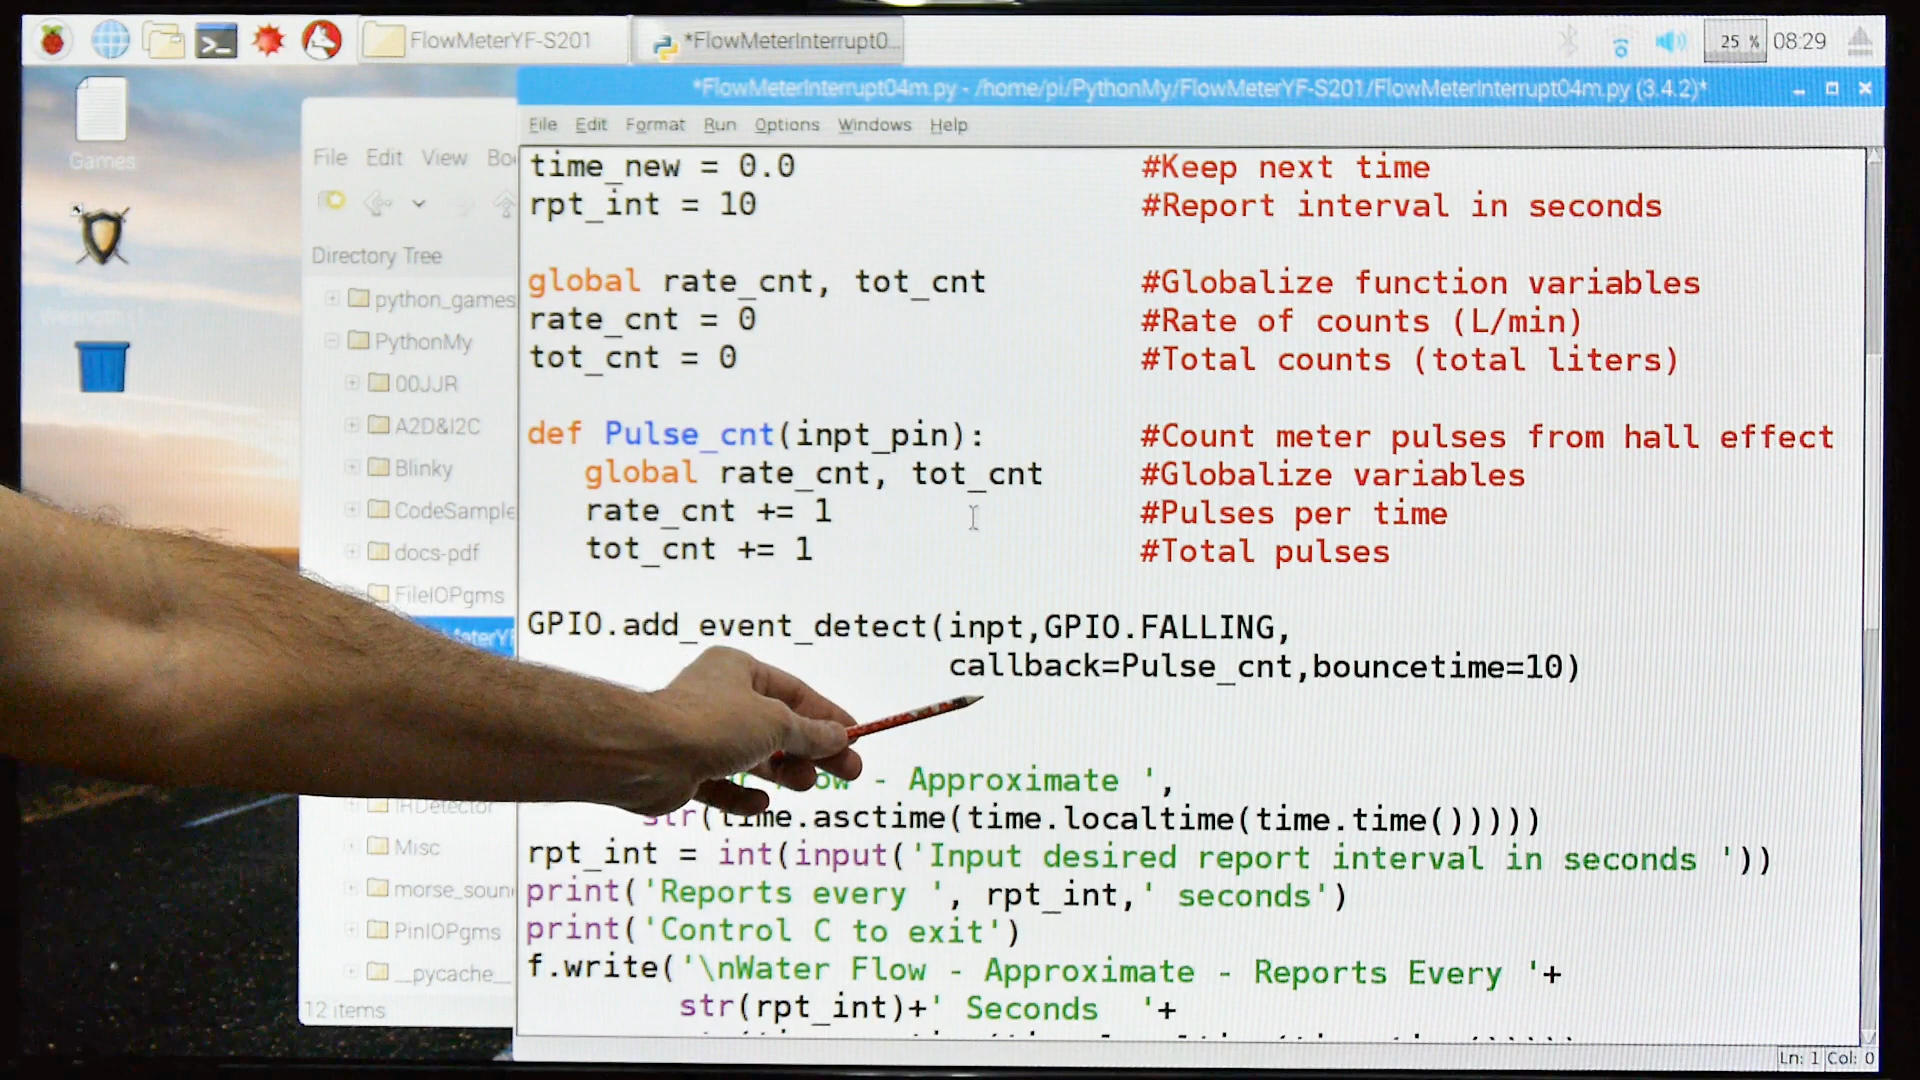 FlowMeterYF-S201
*FlowMeterInterrupt0...
25 %
08:29
*FlowMeterInterrupt04m.py - /home/pi/PythonMy/FlowMeterYF-S201/FlowMeterInterrupt04m.py (3.4.2)*
File Edit Format Run Options Windows Help
Games
File Edit View Bo
Directory Tree
python_games
PythonMy
00JJR
A2D&I2C
Blinky
CodeSample
docs-pdf
FileIOPgms
eterYF
IRDetector
Misc
morse_soun
PinIOPgms
__pycache__
12 items
time_new = 0.0 #Keep next time
rpt_int = 10 #Report interval in seconds
global rate_cnt, tot_cnt #Globalize function variables
rate_cnt = 0 #Rate of counts (L/min)
tot_cnt = 0 #Total counts (total liters)
def Pulse_cnt(inpt_pin): #Count meter pulses from hall effect
global rate_cnt, tot_cnt #Globalize variables
rate_cnt += 1 #Pulses per time
tot_cnt += 1 #Total pulses
GPIO.add_event_detect(inpt,GPIO.FALLING,
callback=Pulse_cnt,bouncetime=10)
ow - Approximate ',
str(time.asctime(time.localtime(time.time()))))
rpt_int = int(input('Input desired report interval in seconds '))
print('Reports every ', rpt_int,' seconds')
print('Control C to exit')
f.write('\nWater Flow - Approximate - Reports Every '+
str(rpt_int)+' Seconds '+
Ln: 1 Col: 0